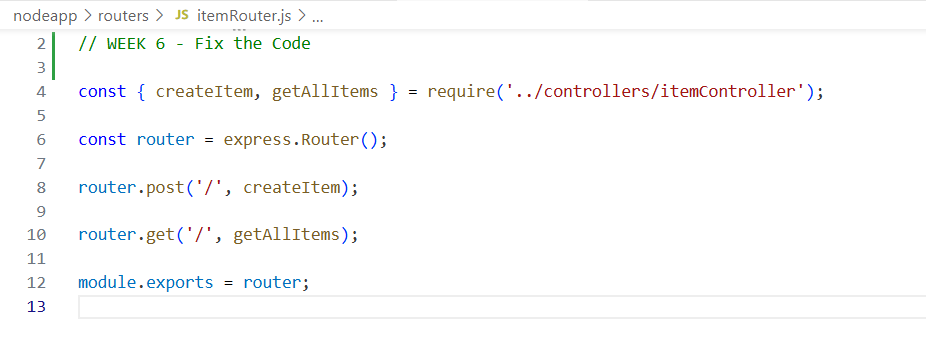 nodeapp > routers > JS itemRouter.js > ...
2 // WEEK 6 - Fix the Code
3
4 const { createItem, getAllItems } = require('../controllers/itemController');
5
6 const router = express.Router();
7
8 router.post('/', createItem);
9
10 router.get('/', getAllItems);
11
12 module.exports = router;
13